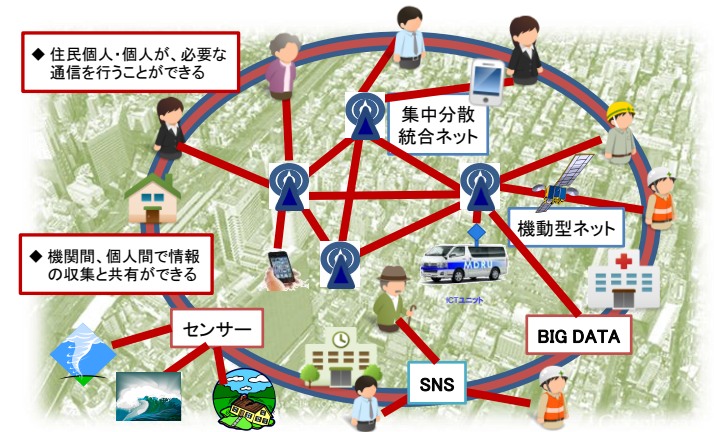 ◆ 住民個人・個人が、必要な
通信を行うことができる
集中分散
統合ネット
機動型ネット
◆ 機関間、個人間で情報
の収集と共有ができる
MDRU
ICTユニット
センサー
BIG DATA
SNS